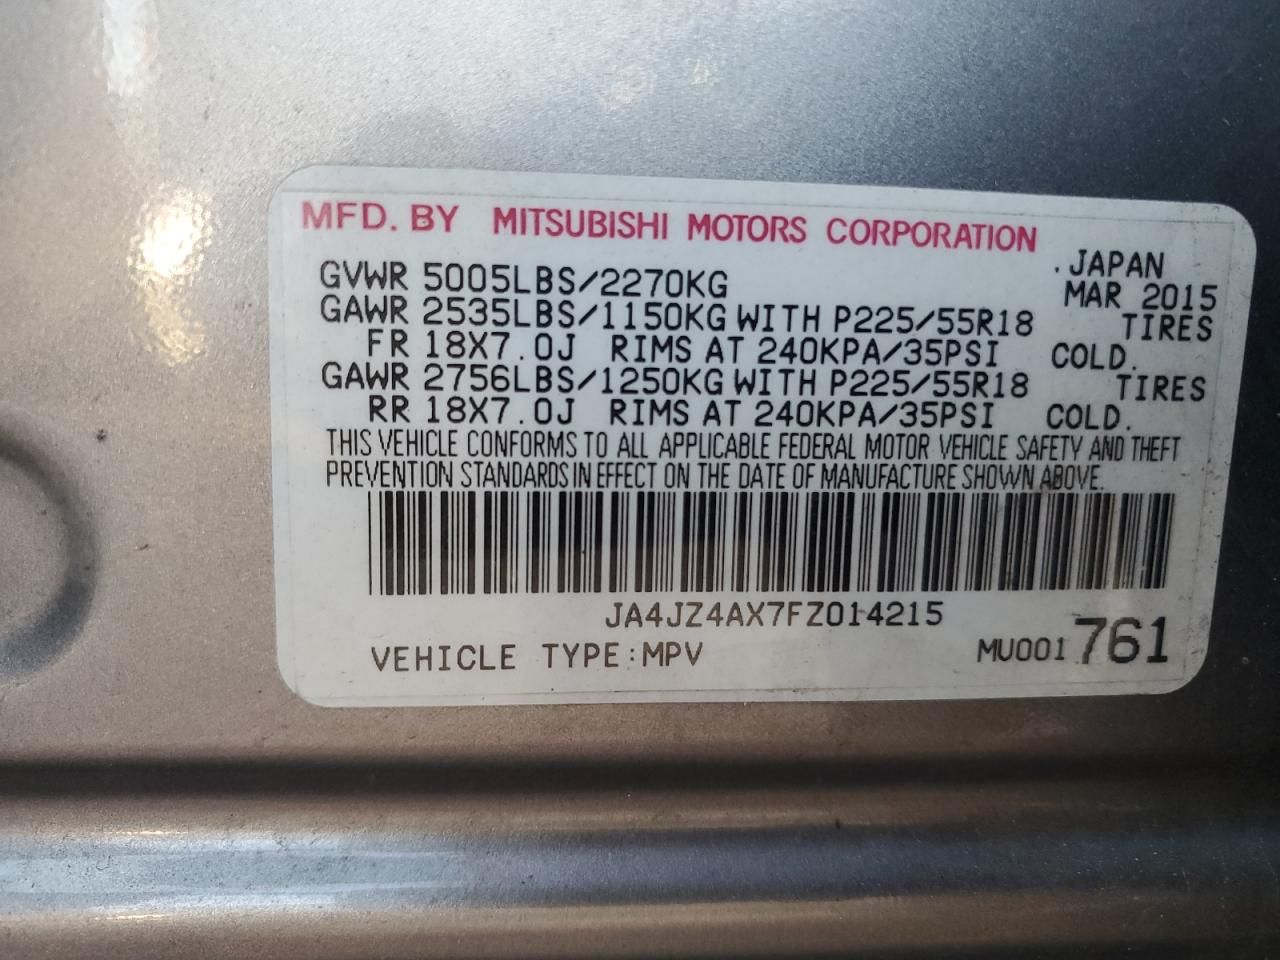 MFD. BY MITSUBISHI MOTORS CORPORATION
.JAPAN
GVWR 5005LBS/2270KG MAR 2015
GAWR 2535LBS/1150KG WITH P225/55R18 TIRES
FR 18X7.0J RIMS AT 240KPA/35PSI COLD.
GAWR 2756LBS/1250KG WITH P225/55R18 TIRES
RR 18X7.0J RIMS AT 240KPA/35PSI COLD.
THIS VEHICLE CONFORMS TO ALL APPLICABLE FEDERAL MOTOR VEHICLE SAFETY AND THEFT
PREVENTION STANDARDS IN EFFECT ON THE DATE OF MANUFACTURE SHOWN ABOVE.
JA4JZ4AX7FZ014215
VEHICLE TYPE:MPV MU001761